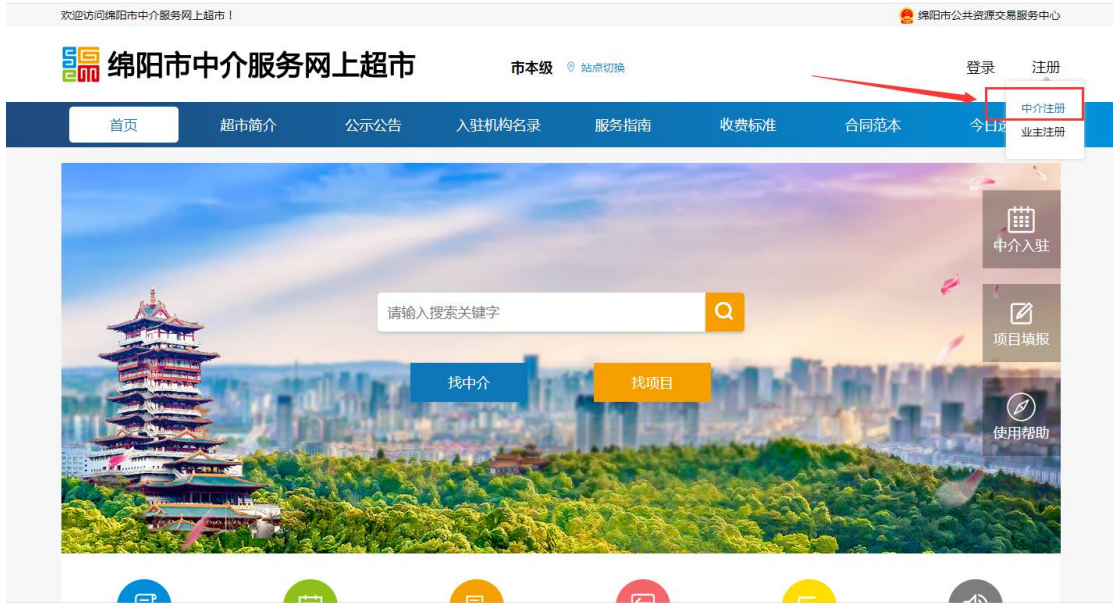 欢迎访问绵阳市中介服务网上超市！
绵阳市公共资源交易服务中心
绵阳市中介服务网上超市
市本级 站点切换
登录 注册
中介注册
业主注册
首页 超市简介 公示公告 入驻机构名录 服务指南 收费标准 合同范本 今日
中介入驻
请输入搜索关键字
项目填报
找中介 找项目
使用帮助